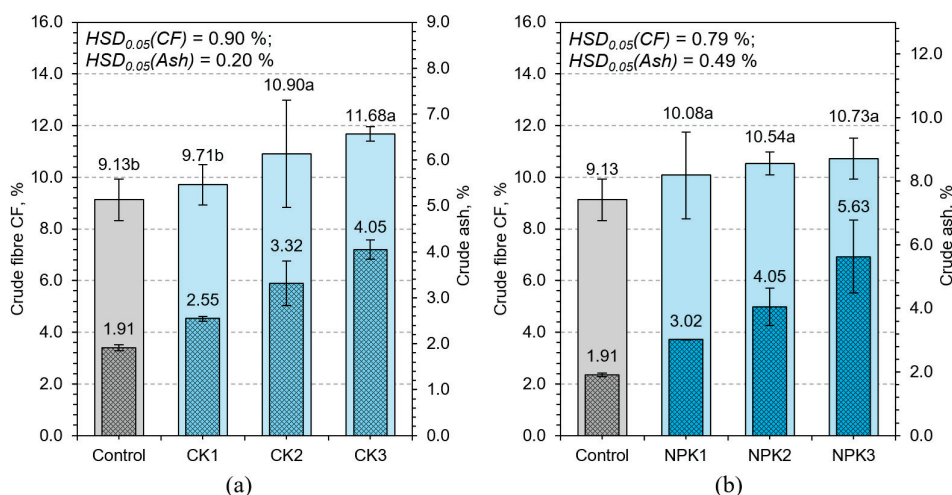 HSD0.05(CF) = 0.90 %;
HSD0.05(Ash) = 0.20 %
16.0
14.0
12.0
10.0
8.0
6.0
4.0
2.0
0.0
Crude fibre CF, %
9.13b
9.71b
10.90a
11.68a
1.91
2.55
3.32
4.05
9.0
8.0
7.0
6.0
5.0
4.0
3.0
2.0
1.0
0.0
Crude ash, %
Control CK1 CK2 CK3
(a)
HSD0.05(CF) = 0.79 %;
HSD0.05(Ash) = 0.49 %
16.0
14.0
12.0
10.0
8.0
6.0
4.0
2.0
0.0
Crude fibre CF, %
9.13
10.08a
10.54a
10.73a
1.91
3.02
4.05
5.63
12.0
10.0
8.0
6.0
4.0
2.0
0.0
Crude ash, %
Control NPK1 NPK2 NPK3
(b)